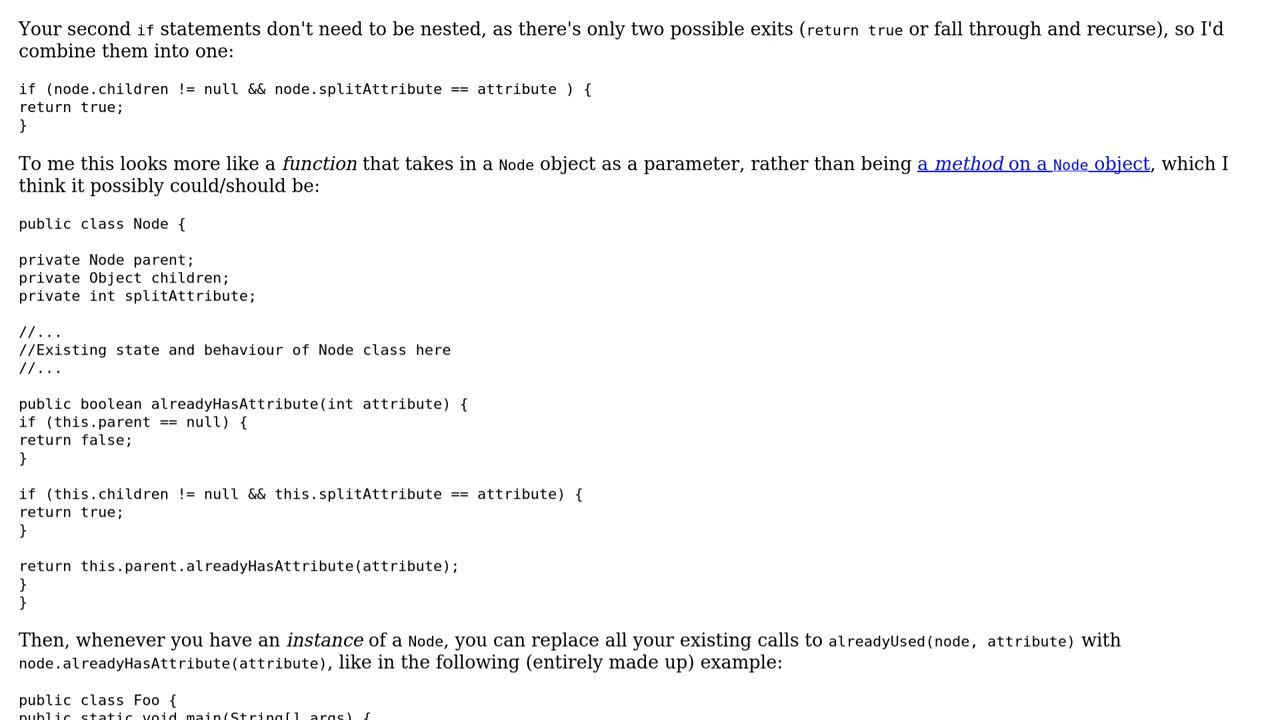 Your second if statements don't need to be nested, as there's only two possible exits (return true or fall through and recurse), so I'd
combine them into one:
if (node.children != null && node.splitAttribute == attribute ) {
return true;
}
To me this looks more like a function that takes in a Node object as a parameter, rather than being a method on a Node object, which I
think it possibly could/should be:
public class Node {
private Node parent;
private Object children;
private int splitAttribute;
//...
//Existing state and behaviour of Node class here
//...
public boolean alreadyHasAttribute(int attribute) {
if (this.parent == null) {
return false;
}
if (this.children != null && this.splitAttribute == attribute) {
return true;
}
return this.parent.alreadyHasAttribute(attribute);
}
}
Then, whenever you have an instance of a Node, you can replace all your existing calls to alreadyUsed(node, attribute) with
node.alreadyHasAttribute(attribute), like in the following (entirely made up) example:
public class Foo {
public static void main(String[] args) {